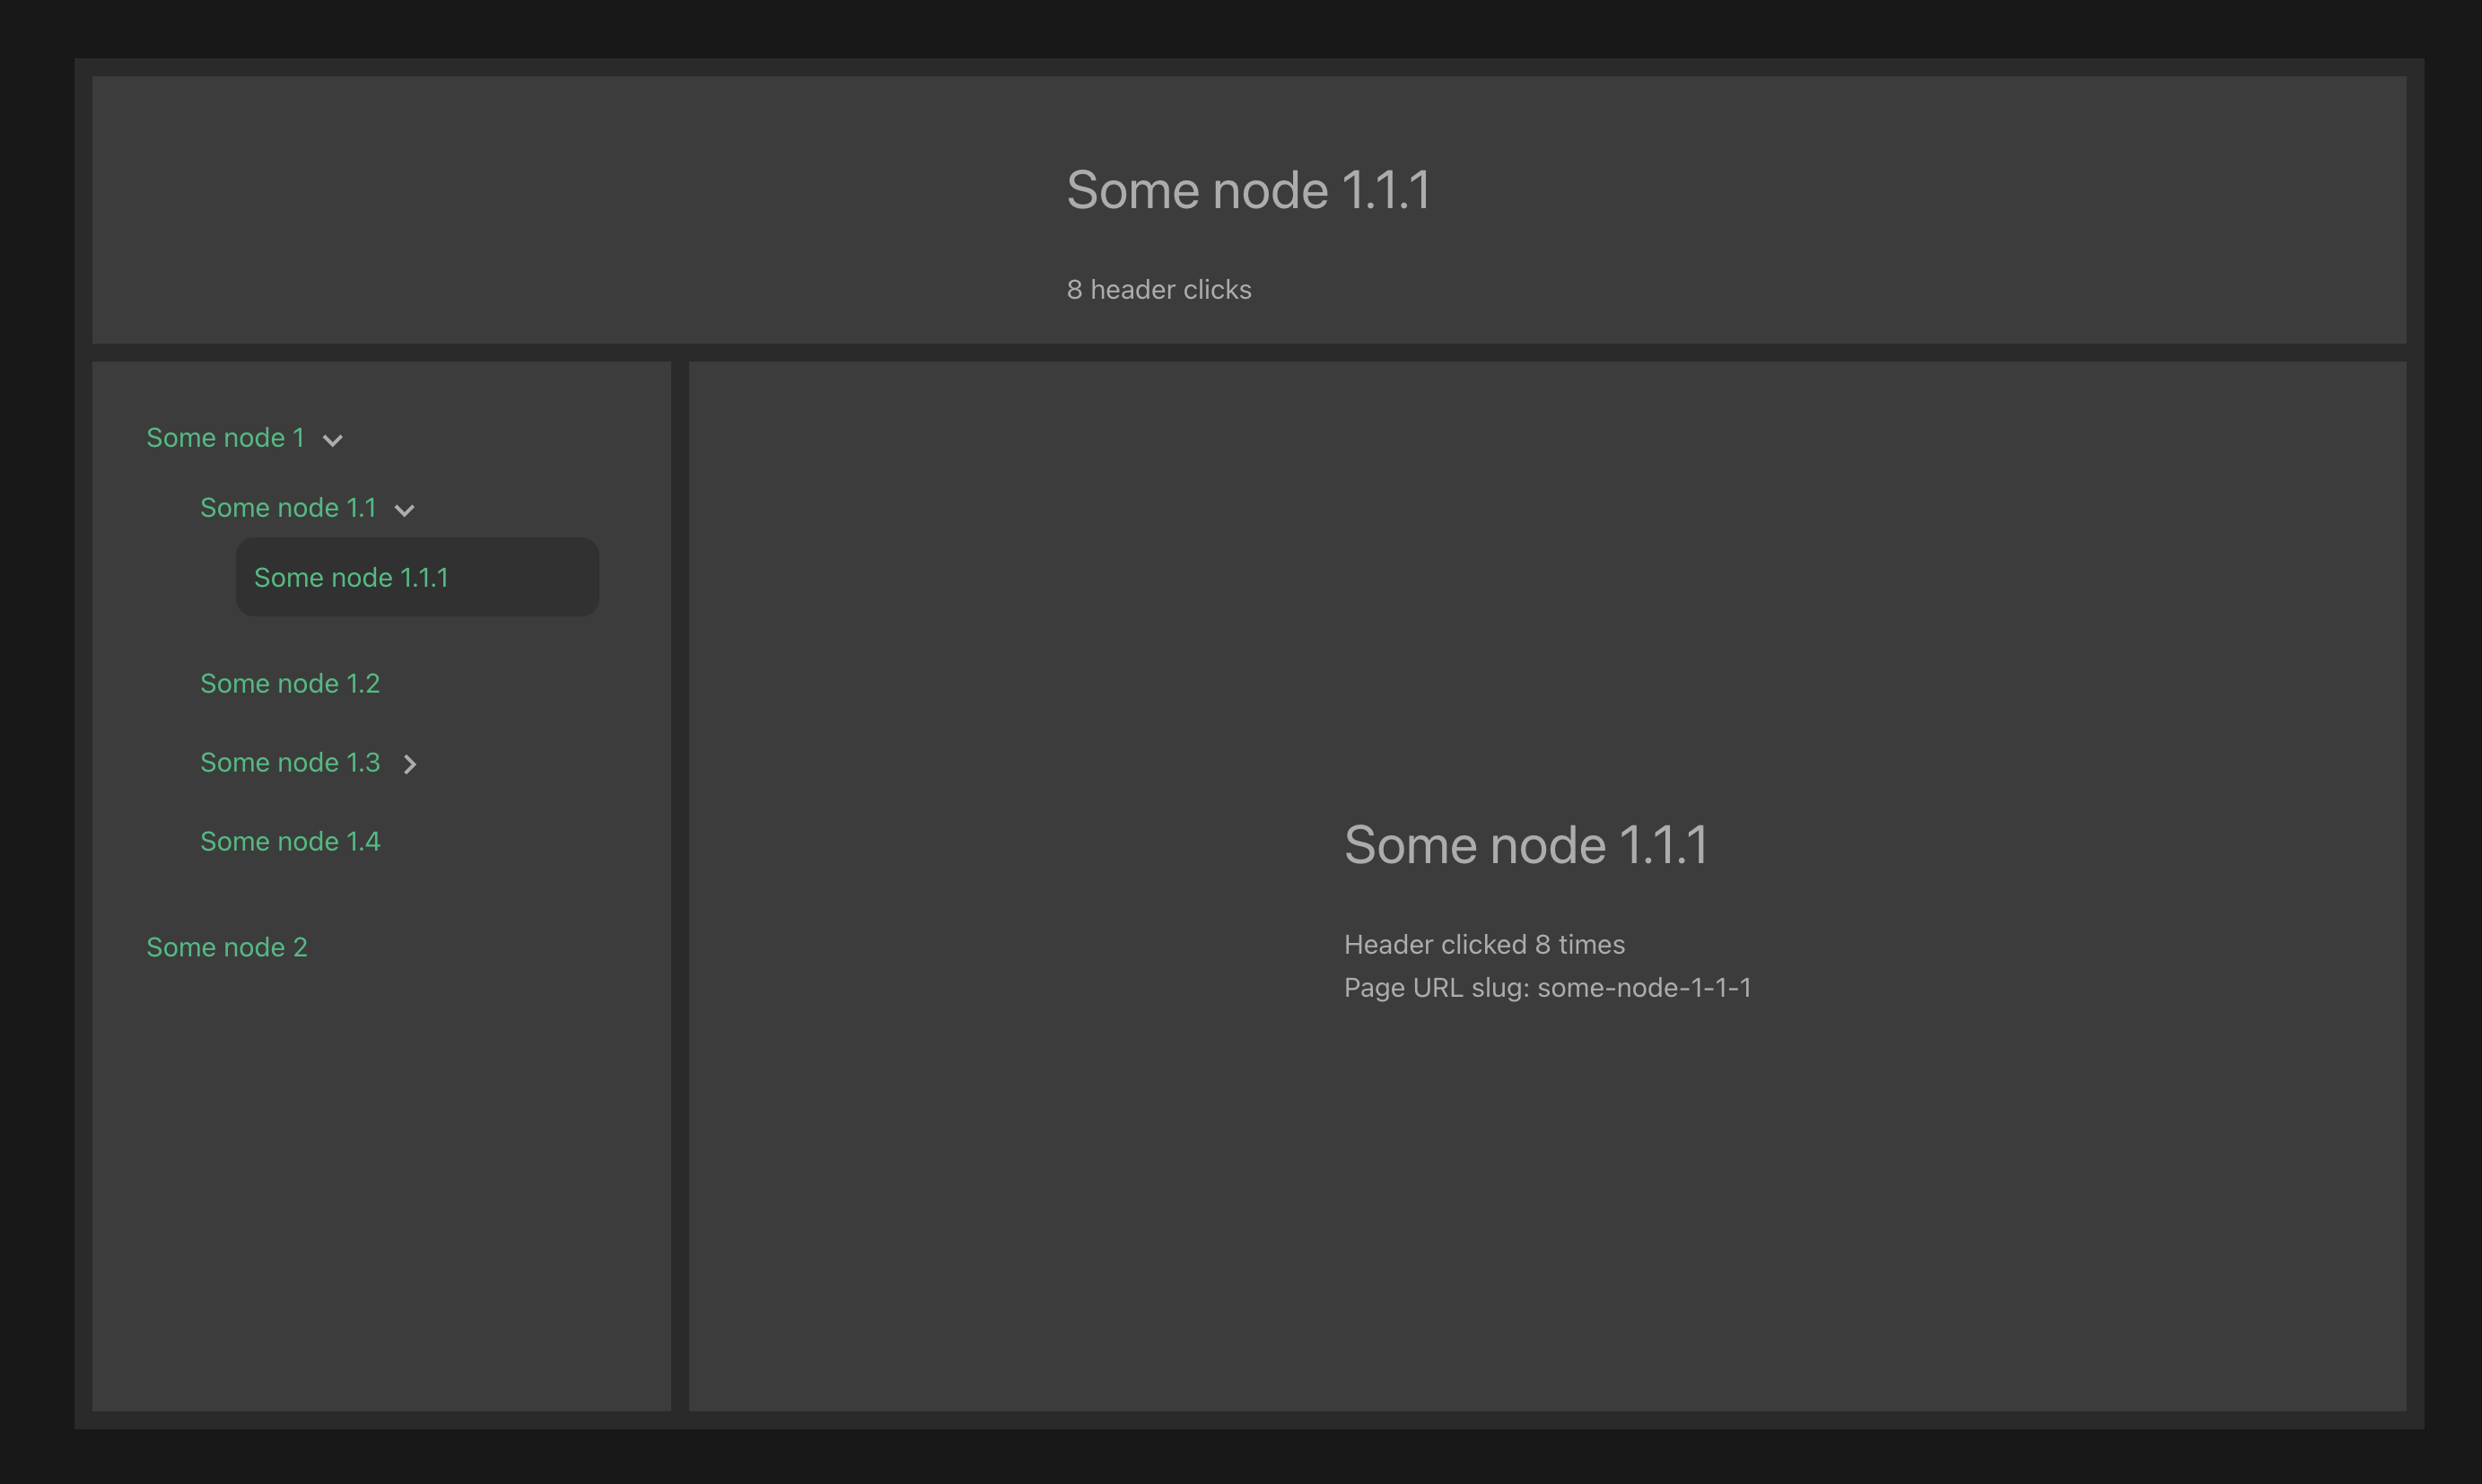 Some node 1.1.1
8 header clicks
Some node 1
Some node 1.1
Some node 1.1.1
Some node 1.2
Some node 1.3
Some node 1.4
Some node 2
Some node 1.1.1
Header clicked 8 times
Page URL slug: some-node-1-1-1